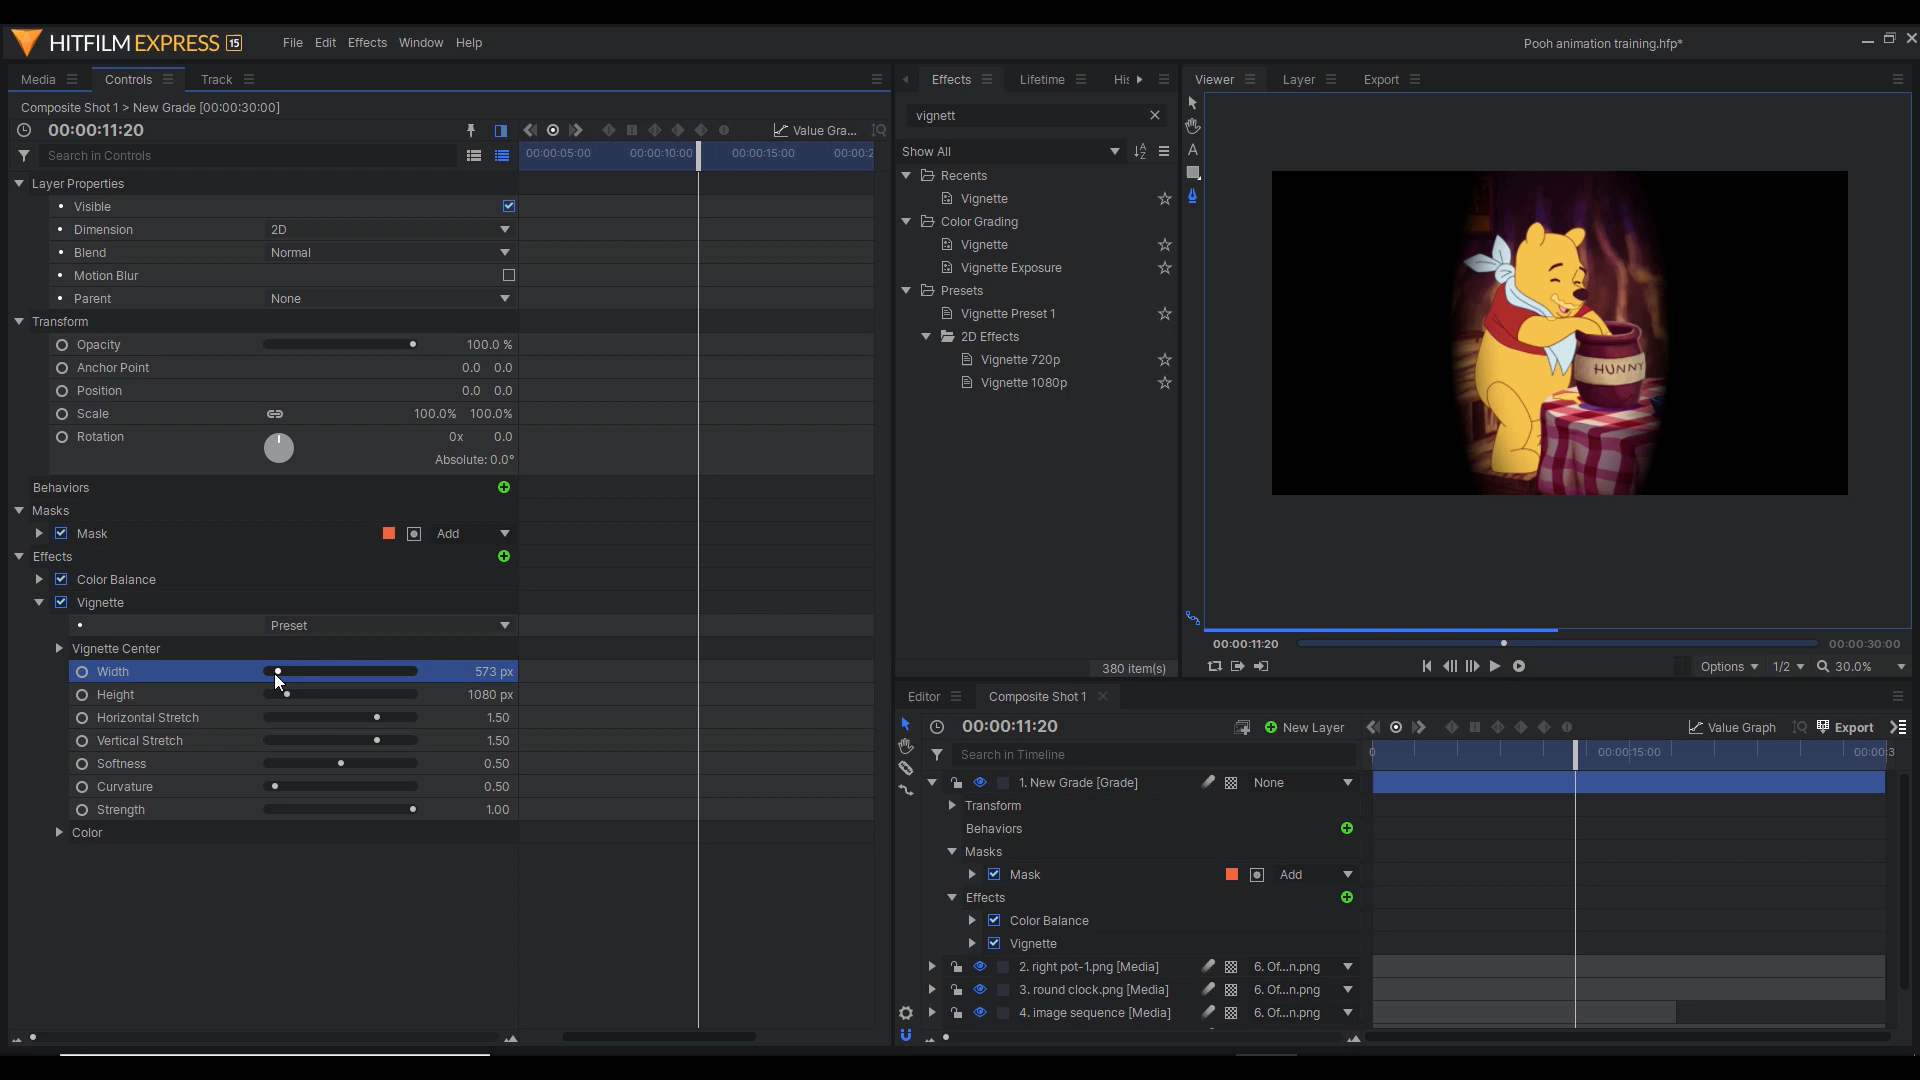 HITFILM EXPRESS 15
File Edit Effects Window Help
Pooh animation training.hfp*
Media Controls Track
Composite Shot 1 > New Grade [00:00:30:00]
00:00:11:20
Value Gra...
Search in Controls
00:00:05:00 00:00:10:00 00:00:15:00 00:00:2
Layer Properties
Visible
Dimension 2D
Blend Normal
Motion Blur
Parent None
Transform
Opacity 100.0 %
Anchor Point 0.0 0.0
Position 0.0 0.0
Scale 100.0% 100.0%
Rotation 0x 0.0
Absolute: 0.0°
Behaviors
Masks
Mask Add
Effects
Color Balance
Vignette
Preset
Vignette Center
Width 573 px
Height 1080 px
Horizontal Stretch 1.50
Vertical Stretch 1.50
Softness 0.50
Curvature 0.50
Strength 1.00
Color
Effects Lifetime His
vignett
Show All
Recents
Vignette
Color Grading
Vignette
Vignette Exposure
Presets
Vignette Preset 1
2D Effects
Vignette 720p
Vignette 1080p
380 item(s)
Viewer Layer Export
A
HUNNY
00:00:11:20 00:00:30:00
Options 1/2 30.0%
Editor Composite Shot 1
00:00:11:20 New Layer Value Graph Export
Search in Timeline
0 00:00:15:00 00:00:3
1. New Grade [Grade] None
Transform
Behaviors
Masks
Mask Add
Effects
Color Balance
Vignette
2. right pot-1.png [Media] 6. Of...n.png
3. round clock.png [Media] 6. Of...n.png
4. image sequence [Media] 6. Of...n.png